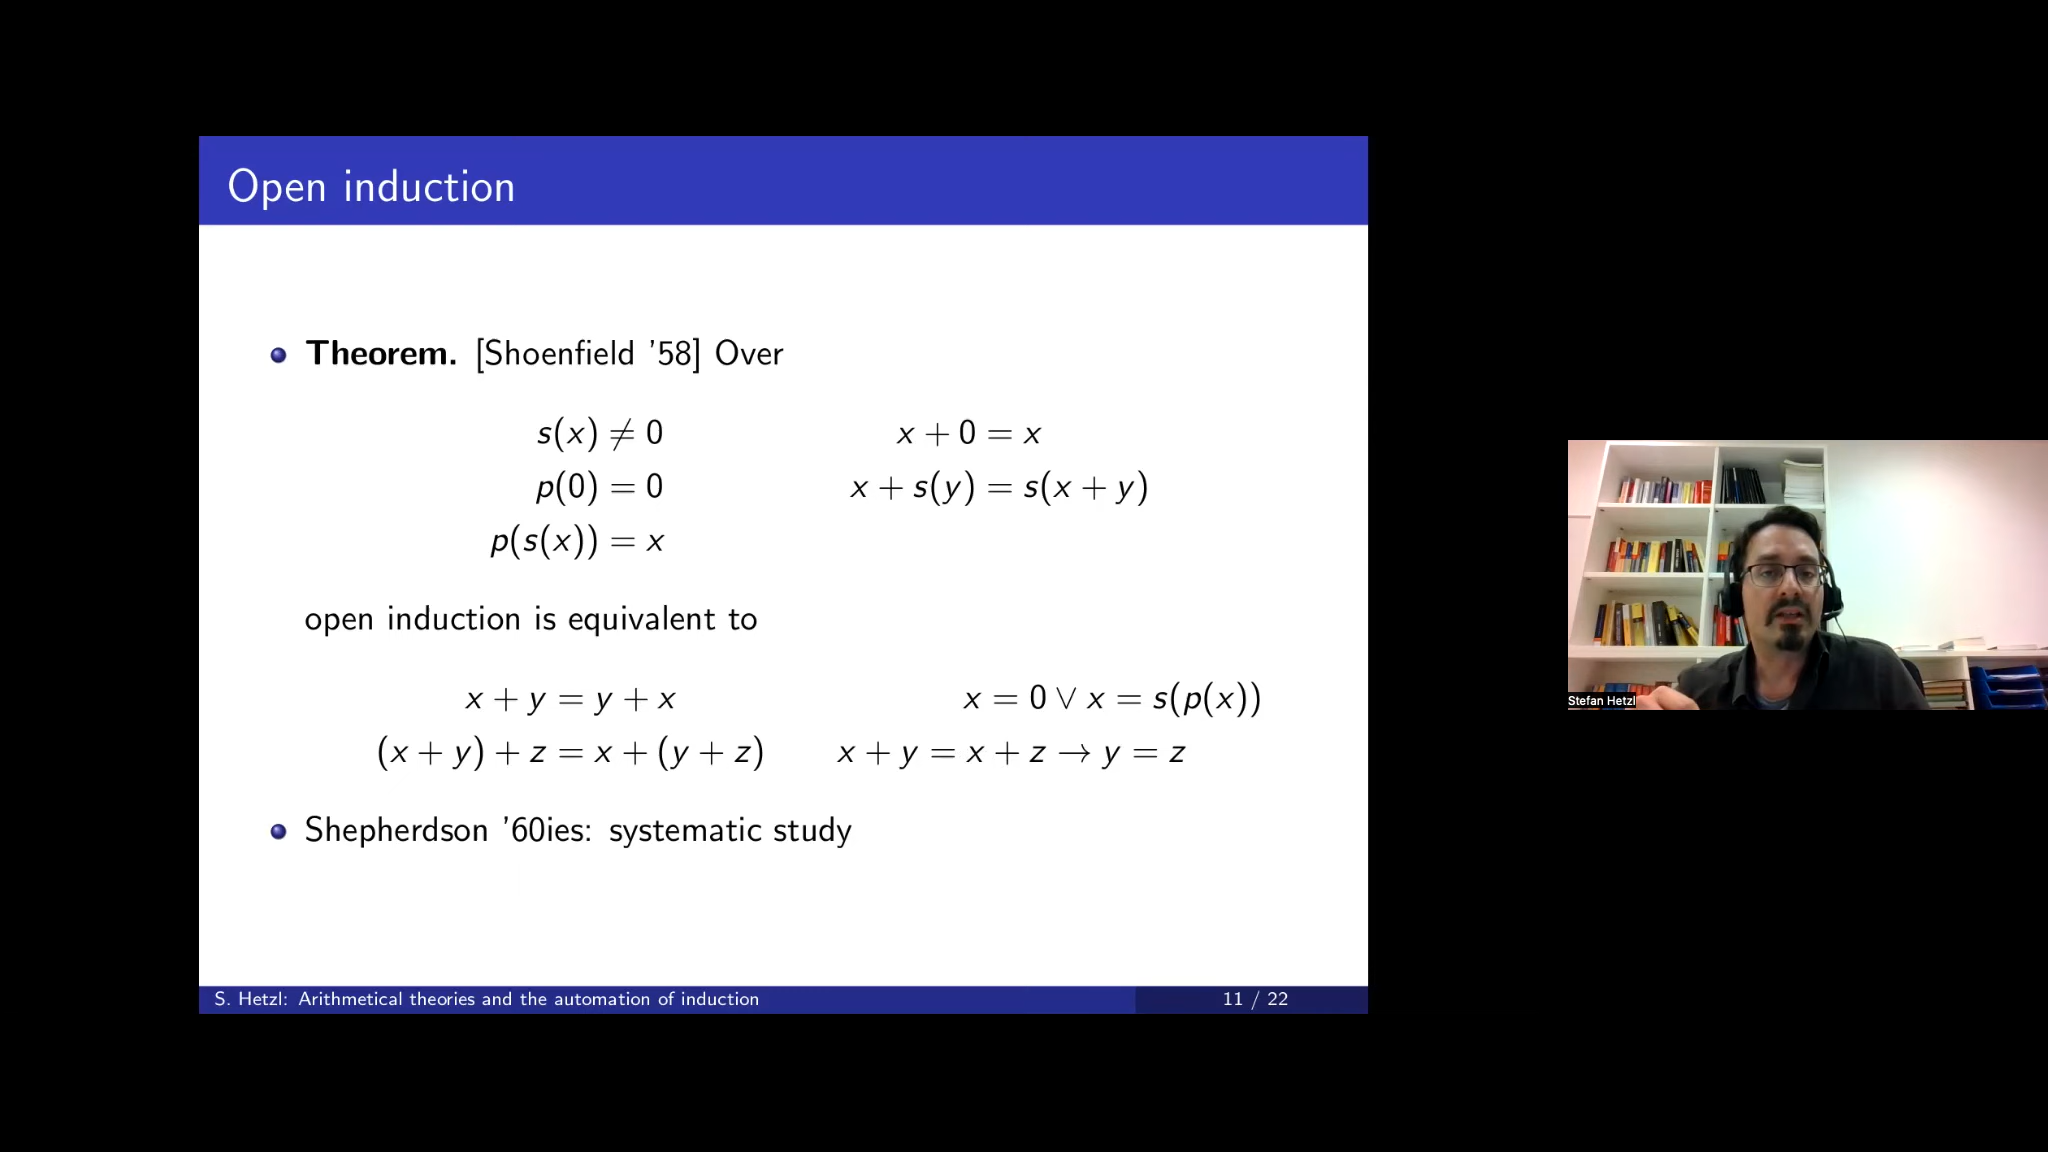 Open induction
Theorem. [Shoenfield '58] Over
s(x) ≠ 0 x + 0 = x
p(0) = 0 x + s(y) = s(x + y)
p(s(x)) = x
open induction is equivalent to
x + y = y + x x = 0 ∨ x = s(p(x))
(x + y) + z = x + (y + z) x + y = x + z → y = z
Shepherdson '60ies: systematic study
S. Hetzl: Arithmetical theories and the automation of induction 11 / 22
Stefan Hetzl